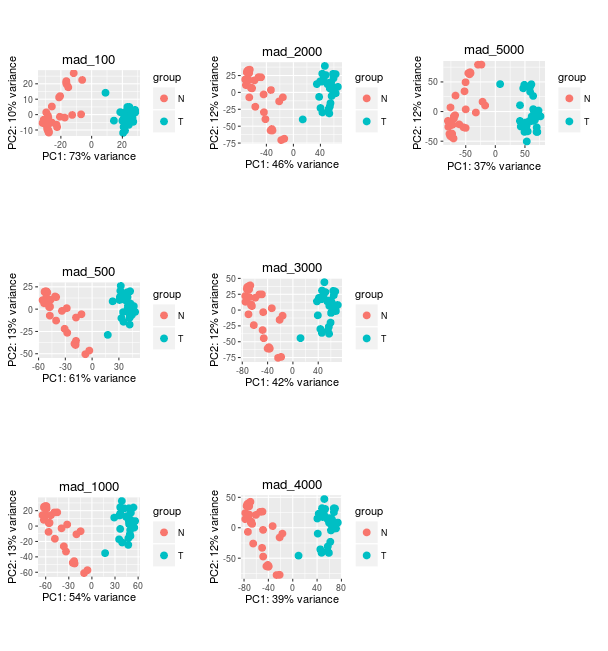 mad_100
PC2: 10% variance
20
10
0
-10
-20
0
20
PC1: 73% variance
group
N
T
mad_2000
PC2: 12% variance
25
0
-25
-50
-75
-40
0
40
PC1: 46% variance
group
N
T
mad_5000
PC2: 12% variance
50
0
-50
-50
0
50
PC1: 37% variance
group
N
T
mad_500
PC2: 13% variance
25
0
-25
-50
-60
-30
0
30
PC1: 61% variance
group
N
T
mad_3000
PC2: 12% variance
50
25
0
-25
-50
-75
-80
-40
0
40
PC1: 42% variance
group
N
T
mad_1000
PC2: 13% variance
20
0
-20
-40
-60
-60
-30
0
30
60
PC1: 54% variance
group
N
T
mad_4000
PC2: 12% variance
50
0
-50
-80
-40
0
40
80
PC1: 39% variance
group
N
T